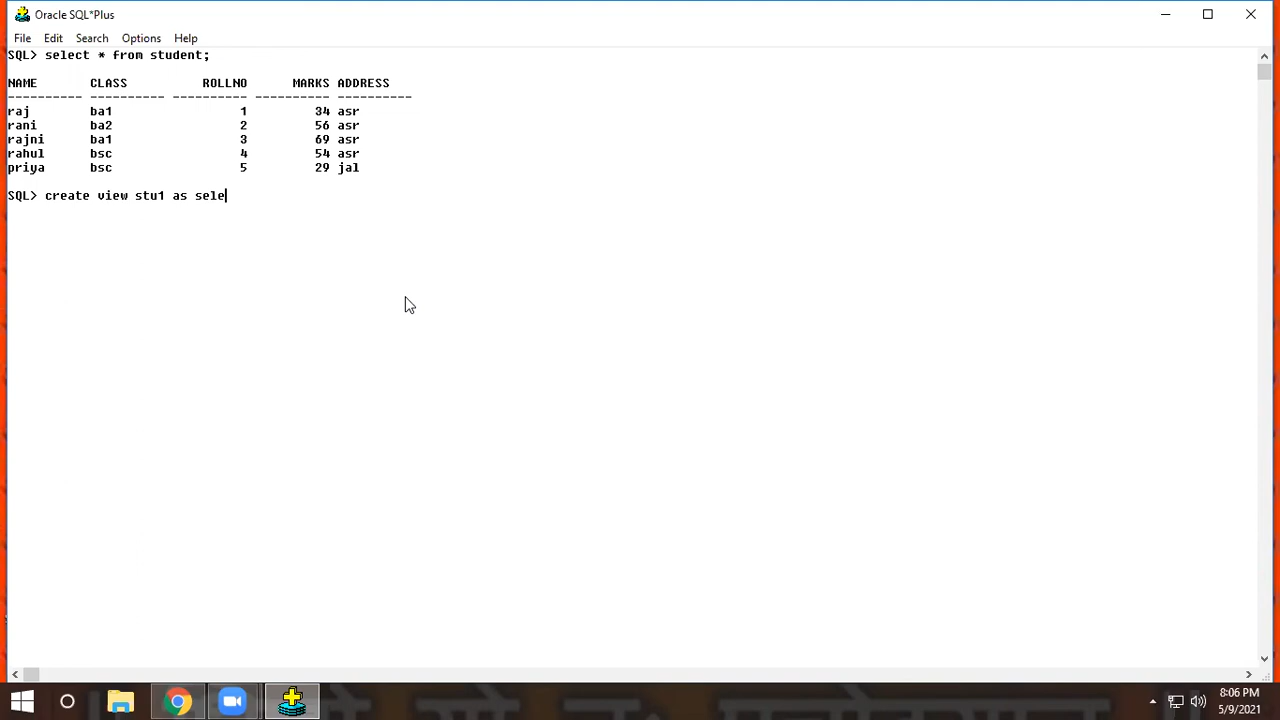 Oracle SQL*Plus
File Edit Search Options Help
SQL> select * from student;
NAME CLASS ROLLNO MARKS ADDRESS
---------- ---------- ---------- ---------- ----------
raj ba1 1 34 asr
rani ba2 2 56 asr
rajni ba1 3 69 asr
rahul bsc 4 54 asr
priya bsc 5 29 jal
SQL> create view stu1 as sele
8:06 PM
5/9/2021